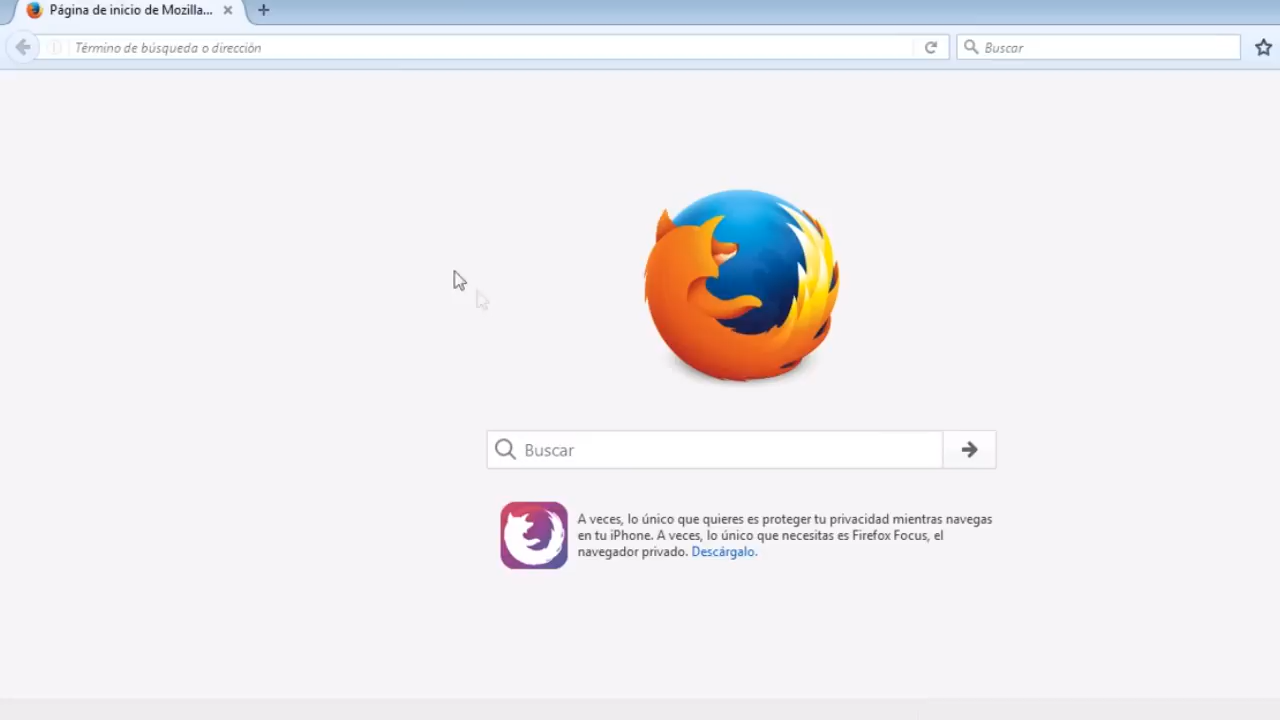 Página de inicio de Mozilla...
Término de búsqueda o dirección
Buscar
Buscar
A veces, lo único que quieres es proteger tu privacidad mientras navegas
en tu iPhone. A veces, lo único que necesitas es Firefox Focus, el
navegador privado. Descárgalo.